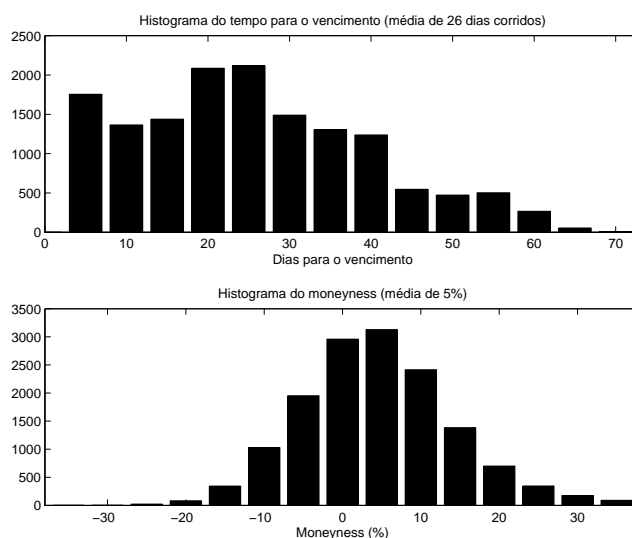 Histograma do tempo para o vencimento (média de 26 dias corridos)
2500
2000
1500
1000
500
0
0 10 20 30 40 50 60 70
Dias para o vencimento
Histograma do moneyness (média de 5%)
3500
3000
2500
2000
1500
1000
500
0
−30 −20 −10 0 10 20 30
Moneyness (%)